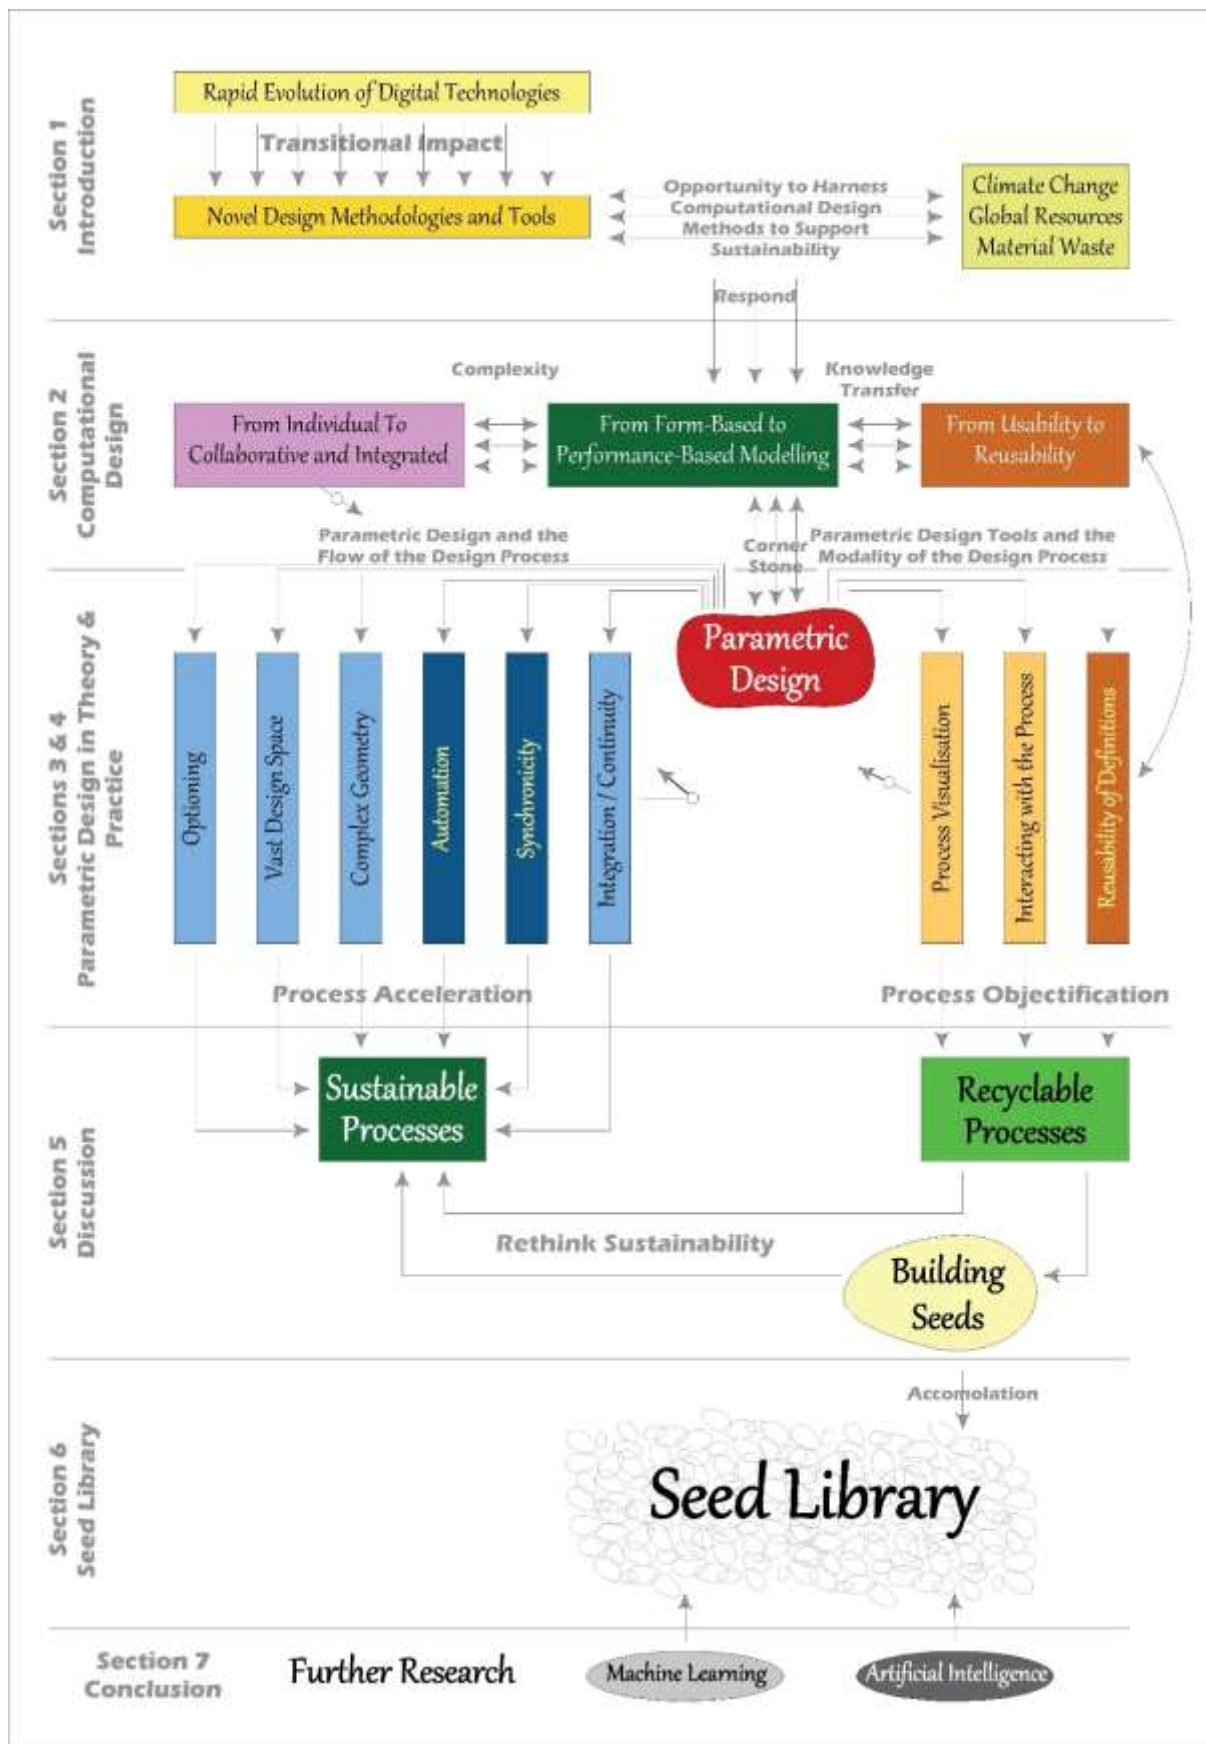 Section 1
Introduction
Rapid Evolution of Digital Technologies
Transitional Impact
Novel Design Methodologies and Tools
Opportunity to Harness
Computational Design
Methods to Support
Sustainability
Climate Change
Global Resources
Material Waste
Respond
Section 2
Computational
Design
Complexity
Knowledge
Transfer
From Individual To
Collaborative and Integrated
From Form-Based to
Performance-Based Modelling
From Usability to
Reusability
Parametric Design and the
Flow of the Design Process
Corner
Stone
Parametric Design Tools and the
Modality of the Design Process
Sections 3 & 4
Parametric Design in Theory &
Practice
Parametric
Design
Optioning
Vast Design Space
Complex Geometry
Automation
Synchronicity
Integration / Continuity
Process Visualisation
Interacting with the Process
Reusability of Definitions
Process Acceleration
Process Objectification
Section 5
Discussion
Sustainable
Processes
Recyclable
Processes
Rethink Sustainability
Building
Seeds
Section 6
Seed Library
Accomolation
Seed Library
Section 7
Conclusion
Further Research
Machine Learning
Artificial Intelligence